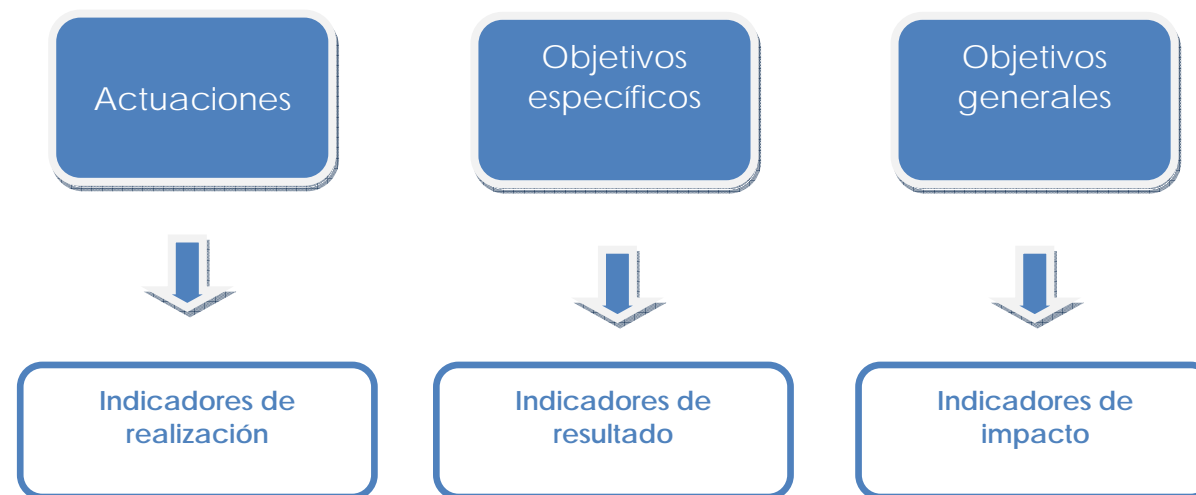 Actuaciones
Objetivos
específicos
Objetivos
generales
Indicadores de
realización
Indicadores de
resultado
Indicadores de
impacto